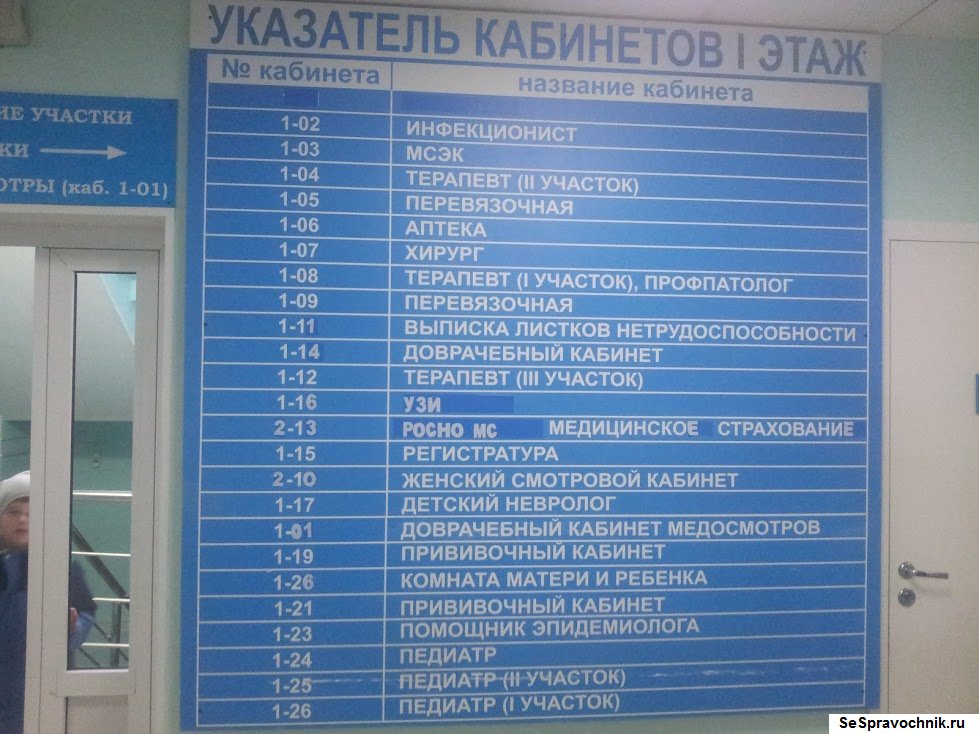 УКАЗАТЕЛЬ КАБИНЕТОВ I ЭТАЖ
№ кабинета название кабинета
1-02 ИНФЕКЦИОНИСТ
1-03 МСЭК
1-04 ТЕРАПЕВТ (II УЧАСТОК)
1-05 ПЕРЕВЯЗОЧНАЯ
1-06 АПТЕКА
1-07 ХИРУРГ
1-08 ТЕРАПЕВТ (I УЧАСТОК), ПРОФПАТОЛОГ
1-09 ПЕРЕВЯЗОЧНАЯ
1-11 ВЫПИСКА ЛИСТКОВ НЕТРУДОСПОСОБНОСТИ
1-14 ДОВРАЧЕБНЫЙ КАБИНЕТ
1-12 ТЕРАПЕВТ (III УЧАСТОК)
1-16 УЗИ
2-13 РОСНО МС МЕДИЦИНСКОЕ СТРАХОВАНИЕ
1-15 РЕГИСТРАТУРА
2-10 ЖЕНСКИЙ СМОТРОВОЙ КАБИНЕТ
1-17 ДЕТСКИЙ НЕВРОЛОГ
1-01 ДОВРАЧЕБНЫЙ КАБИНЕТ МЕДОСМОТРОВ
1-19 ПРИВИВОЧНЫЙ КАБИНЕТ
1-26 КОМНАТА МАТЕРИ И РЕБЕНКА
1-21 ПРИВИВОЧНЫЙ КАБИНЕТ
1-23 ПОМОЩНИК ЭПИДЕМИОЛОГА
1-24 ПЕДИАТР
1-25 ПЕДИАТР (II УЧАСТОК)
1-26 ПЕДИАТР (I УЧАСТОК)
ИЕ УЧАСТКИ
КИ
ОТРЫ (каб. 1-01)
SeSpravochnik.ru